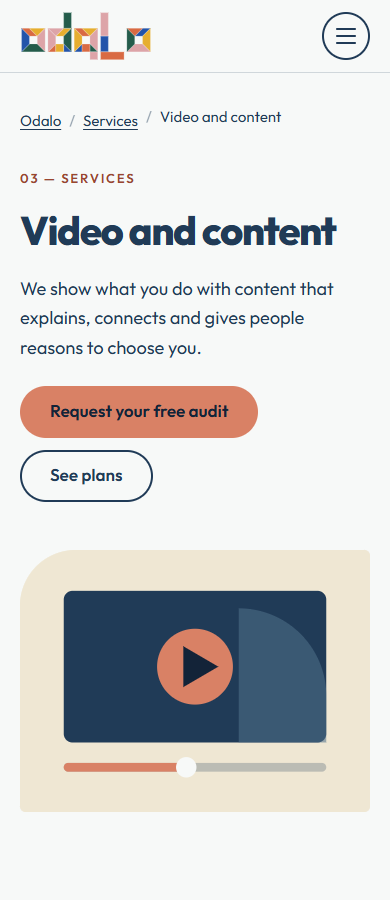 odalo
Odalo / Services / Video and content
03 — SERVICES
Video and content
We show what you do with content that
explains, connects and gives people
reasons to choose you.
Request your free audit
See plans